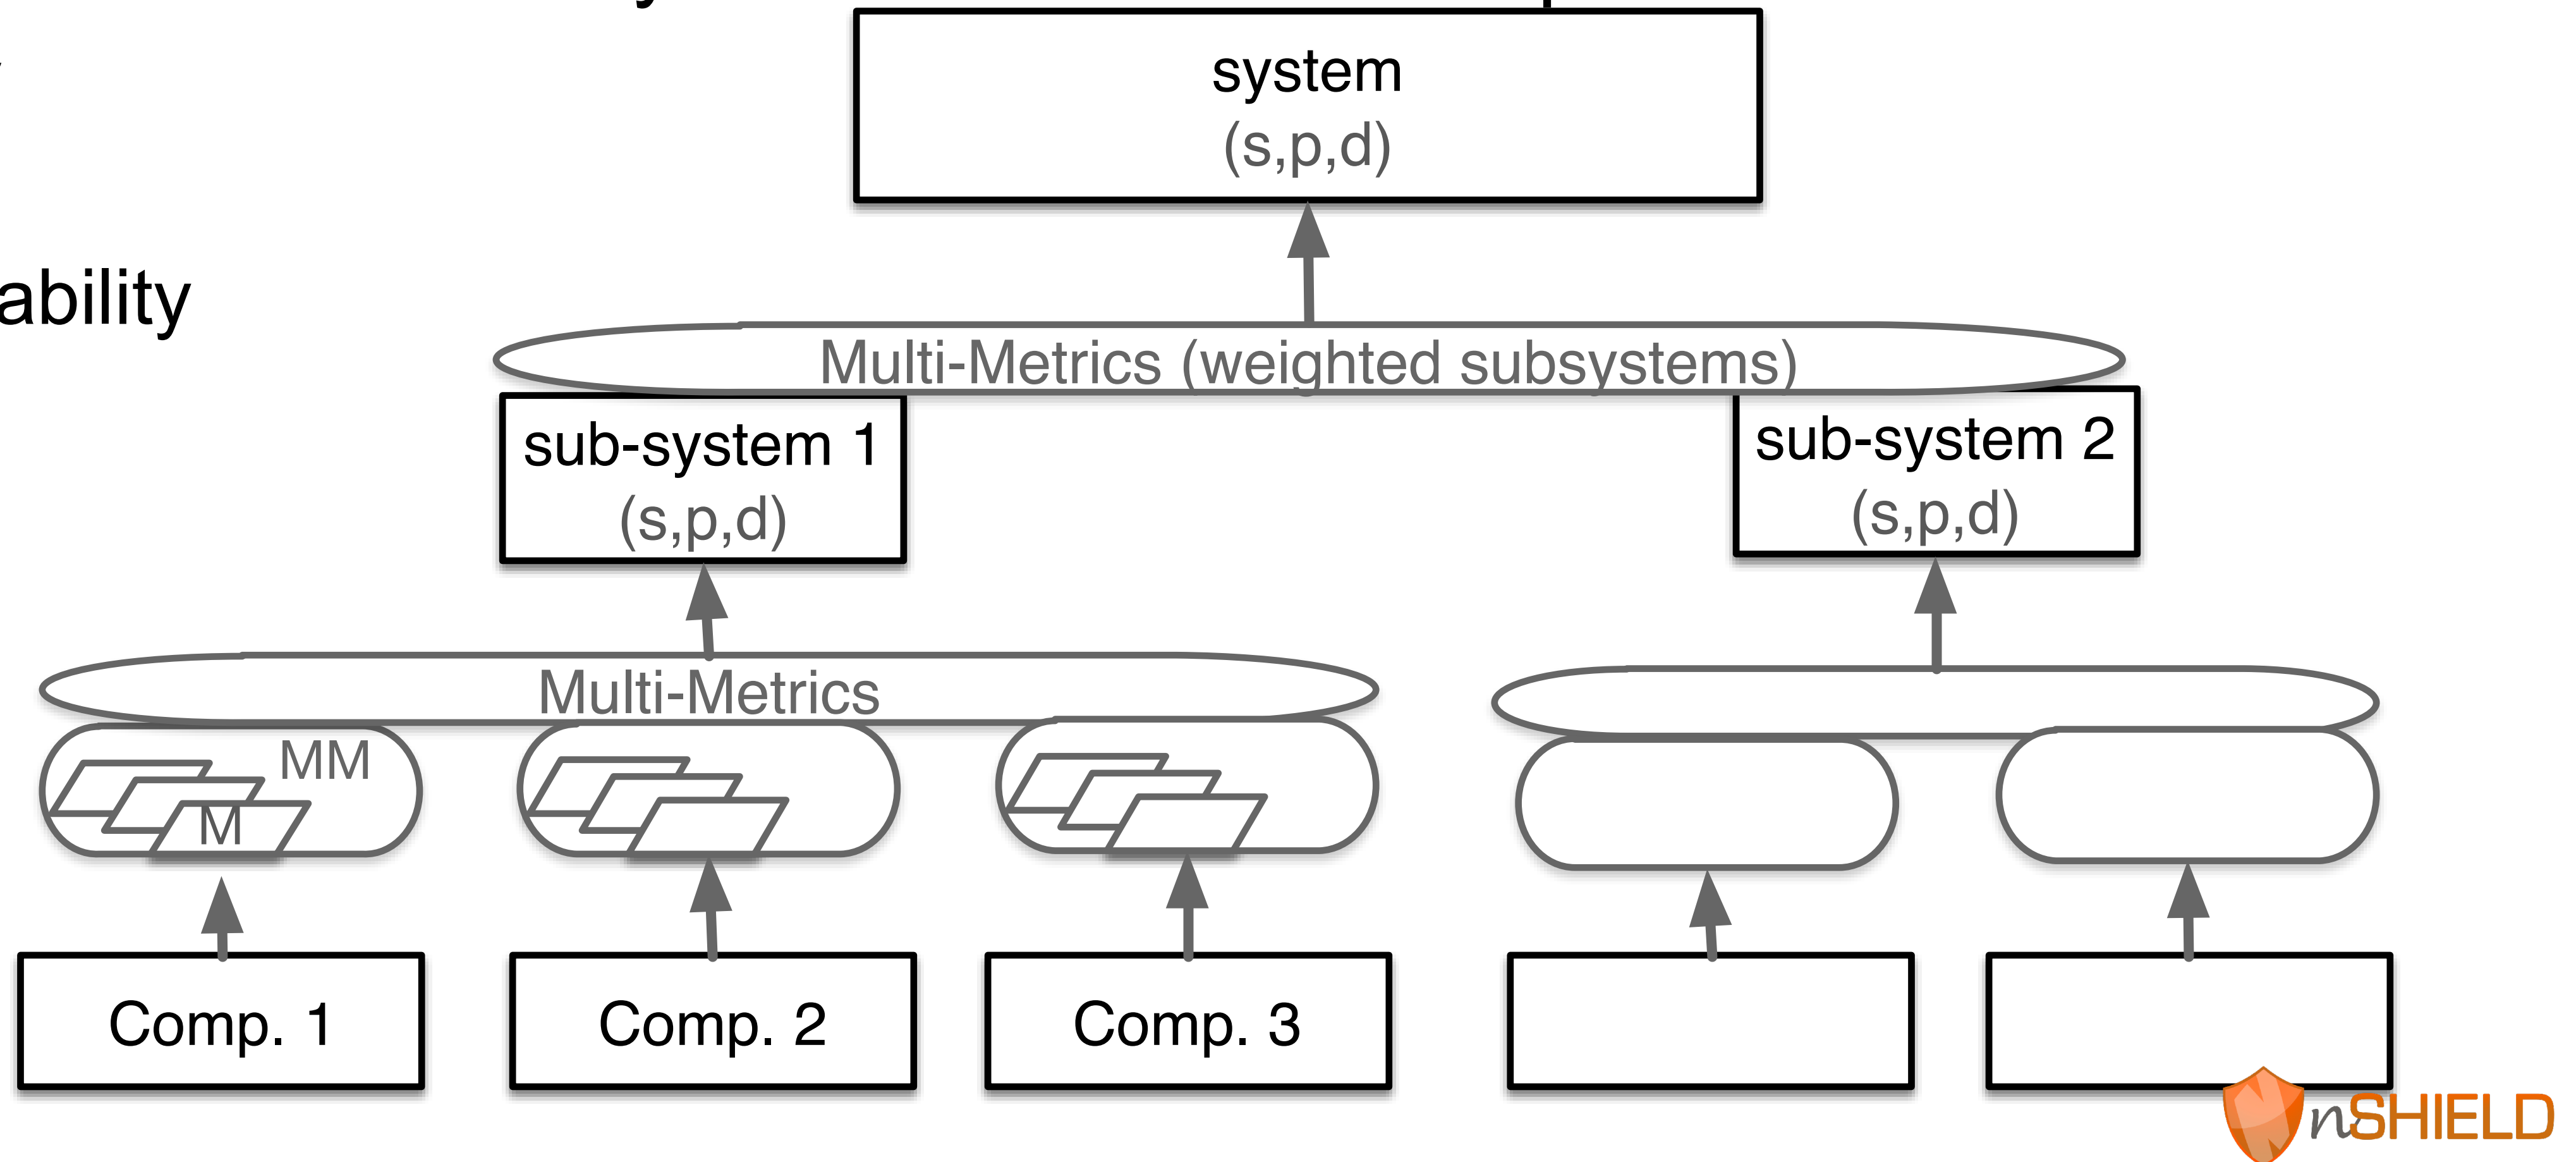 system
(s,p,d)
ability
Multi-Metrics (weighted subsystems)
sub-system 1
(s,p,d)
sub-system 2
(s,p,d)
Multi-Metrics
MM
M
Comp. 1
Comp. 2
Comp. 3
nSHIELD